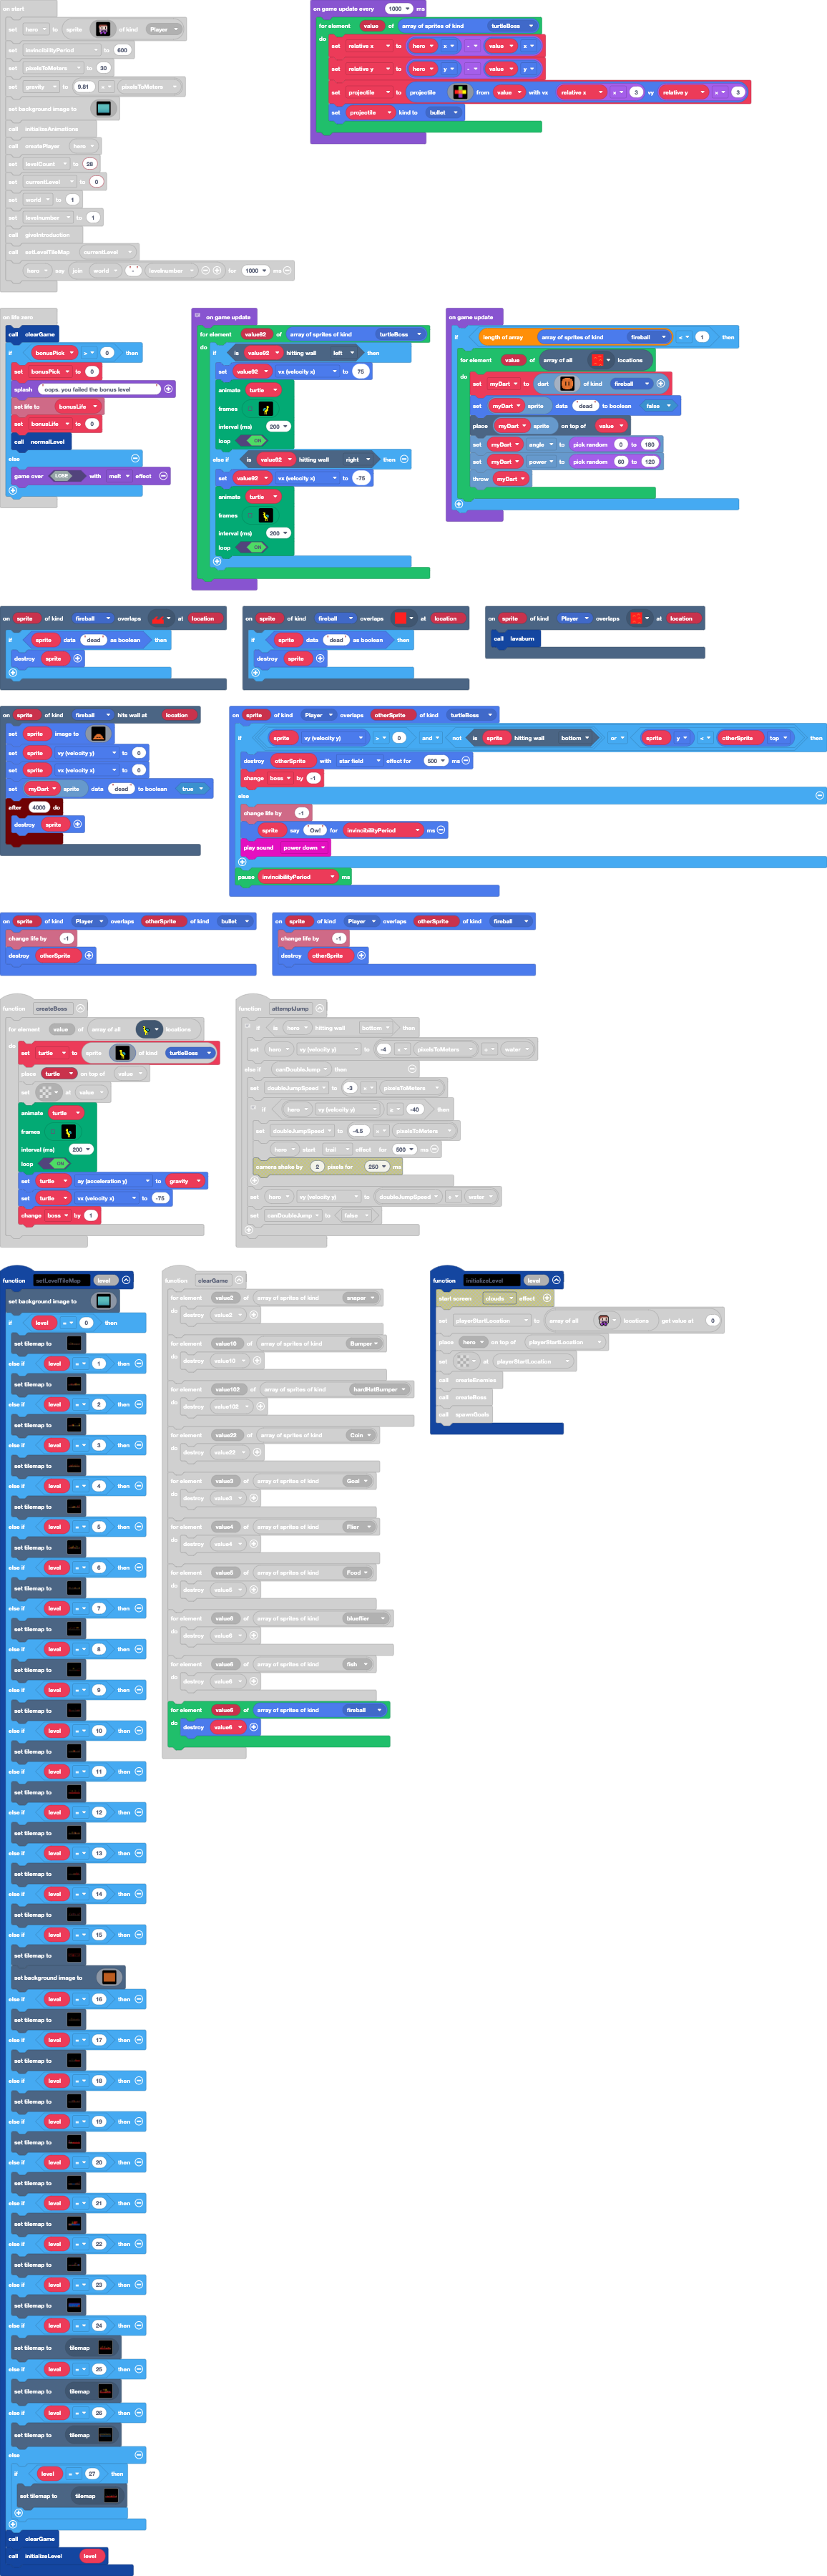 on start
set hero to sprite of kind Player
set invincibilityPeriod to 600
set pixelsToMeters to 30
set gravity to 9.81 × pixelsToMeters
set background image to
call initializeAnimations
call createPlayer hero
set levelCount to 28
set currentLevel to 0
set world to 1
set levelnumber to 1
call giveIntroduction
call setLevelTileMap currentLevel
hero say join world "-" levelnumber for 1000 ms
on game update every 1000 ms
for element value of array of sprites of kind turtleBoss
do
set relative x to hero x - value x
set relative y to hero y - value y
set projectile to projectile from value with vx relative x × 3 vy relative y × 3
set projectile kind to bullet
on life zero
call clearGame
if bonusPick > 0 then
set bonusPick to 0
splash "oops. you failed the bonus level"
set life to bonusLife
set bonusLife to 0
call normalLevel
else
game over LOSE with melt effect
on game update
for element value92 of array of sprites of kind turtleBoss
do if is value92 hitting wall left then
set value92 vx (velocity x) to 75
animate turtle
frames
interval (ms) 200
loop ON
else if is value92 hitting wall right then
set value92 vx (velocity x) to -75
animate turtle
frames
interval (ms) 200
loop ON
on game update
if length of array array of sprites of kind fireball < 1 then
for element value of array of all locations
do
set myDart to dart of kind fireball
set myDart sprite data "dead" to boolean false
place myDart sprite on top of value
set myDart angle to pick random 0 to 180
set myDart power to pick random 60 to 120
throw myDart
on sprite of kind fireball overlaps at location
if sprite data "dead" as boolean then
destroy sprite
on sprite of kind fireball overlaps at location
if sprite data "dead" as boolean then
destroy sprite
on sprite of kind Player overlaps at location
call lavaburn
on sprite of kind fireball hits wall at location
set sprite image to
set sprite vy (velocity y) to 0
set sprite vx (velocity x) to 0
set myDart sprite data "dead" to boolean true
after 4000 do
destroy sprite
on sprite of kind Player overlaps otherSprite of kind turtleBoss
if sprite vy (velocity y) > 0 and not is sprite hitting wall bottom or sprite y < otherSprite top then
destroy otherSprite with star field effect for 500 ms
change boss by -1
else
change life by -1
sprite say "Ow!" for invincibilityPeriod ms
play sound power down
pause invincibilityPeriod ms
on sprite of kind Player overlaps otherSprite of kind bullet
change life by -1
destroy otherSprite
on sprite of kind Player overlaps otherSprite of kind fireball
change life by -1
destroy otherSprite
function createBoss
for element value of array of all locations
do
set turtle to sprite of kind turtleBoss
place turtle on top of value
set at value
animate turtle
frames
interval (ms) 200
loop ON
set turtle ay (acceleration y) to gravity
set turtle vx (velocity x) to -75
change boss by 1
function attemptJump
if is hero hitting wall bottom then
set hero vy (velocity y) to -4 × pixelsToMeters × water
else if canDoubleJump then
set doubleJumpSpeed to -3 × pixelsToMeters
if hero vy (velocity y) ≥ -40 then
set doubleJumpSpeed to -4.5 × pixelsToMeters
hero start trail effect for 500 ms
camera shake by 2 pixels for 250 ms
set hero vy (velocity y) to doubleJumpSpeed × water
set canDoubleJump to false
function setLevelTileMap level
set background image to
if level = 0 then
set tilemap to
else if level = 1 then
set tilemap to
else if level = 2 then
set tilemap to
else if level = 3 then
set tilemap to
else if level = 4 then
set tilemap to
else if level = 5 then
set tilemap to
else if level = 6 then
set tilemap to
else if level = 7 then
set tilemap to
else if level = 8 then
set tilemap to
else if level = 9 then
set tilemap to
else if level = 10 then
set tilemap to
else if level = 11 then
set tilemap to
else if level = 12 then
set tilemap to
else if level = 13 then
set tilemap to
else if level = 14 then
set tilemap to
else if level = 15 then
set tilemap to
set background image to
else if level = 16 then
set tilemap to
else if level = 17 then
set tilemap to
else if level = 18 then
set tilemap to
else if level = 19 then
set tilemap to
else if level = 20 then
set tilemap to
else if level = 21 then
set tilemap to
else if level = 22 then
set tilemap to
else if level = 23 then
set tilemap to
else if level = 24 then
set tilemap to tilemap
else if level = 25 then
set tilemap to tilemap
else if level = 26 then
set tilemap to tilemap
else
if level = 27 then
set tilemap to tilemap
call clearGame
call initializeLevel level
function clearGame
for element value2 of array of sprites of kind snaper
do destroy value2
for element value10 of array of sprites of kind Bumper
do destroy value10
for element value102 of array of sprites of kind hardHatBumper
do destroy value102
for element value22 of array of sprites of kind Coin
do destroy value22
for element value3 of array of sprites of kind Goal
do destroy value3
for element value4 of array of sprites of kind Flier
do destroy value4
for element value5 of array of sprites of kind Food
do destroy value5
for element value6 of array of sprites of kind blueflier
do destroy value6
for element value6 of array of sprites of kind fish
do destroy value6
for element value6 of array of sprites of kind fireball
do destroy value6
function initializeLevel level
start screen clouds effect
set playerStartLocation to array of all locations get value at 0
place hero on top of playerStartLocation
set at playerStartLocation
call createEnemies
call createBoss
call spawnGoals